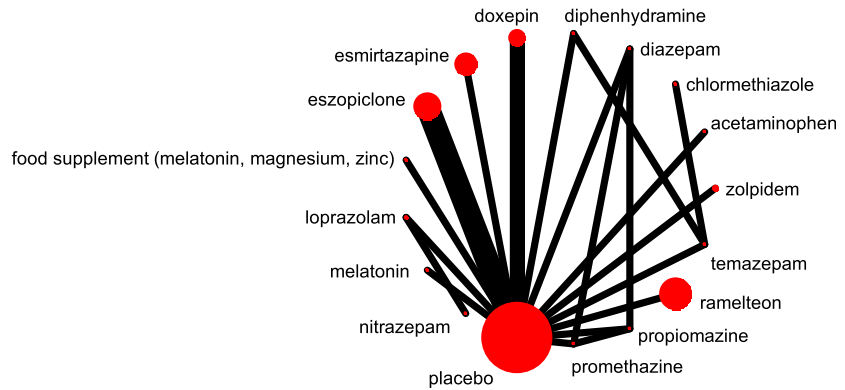 doxepin
diphenhydramine
esmirtazapine
diazepam
eszopiclone
chlormethiazole
acetaminophen
food supplement (melatonin, magnesium, zinc)
zolpidem
loprazolam
temazepam
melatonin
ramelteon
nitrazepam
propiomazine
promethazine
placebo